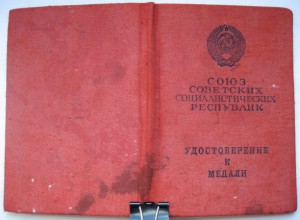 СОЮЗ
СОВЕТСКИХ
СОЦИАЛИСТИЧЕСКИХ
РЕСПУБЛИК
УДОСТОВЕРЕНИЕ
К
МЕДАЛИ